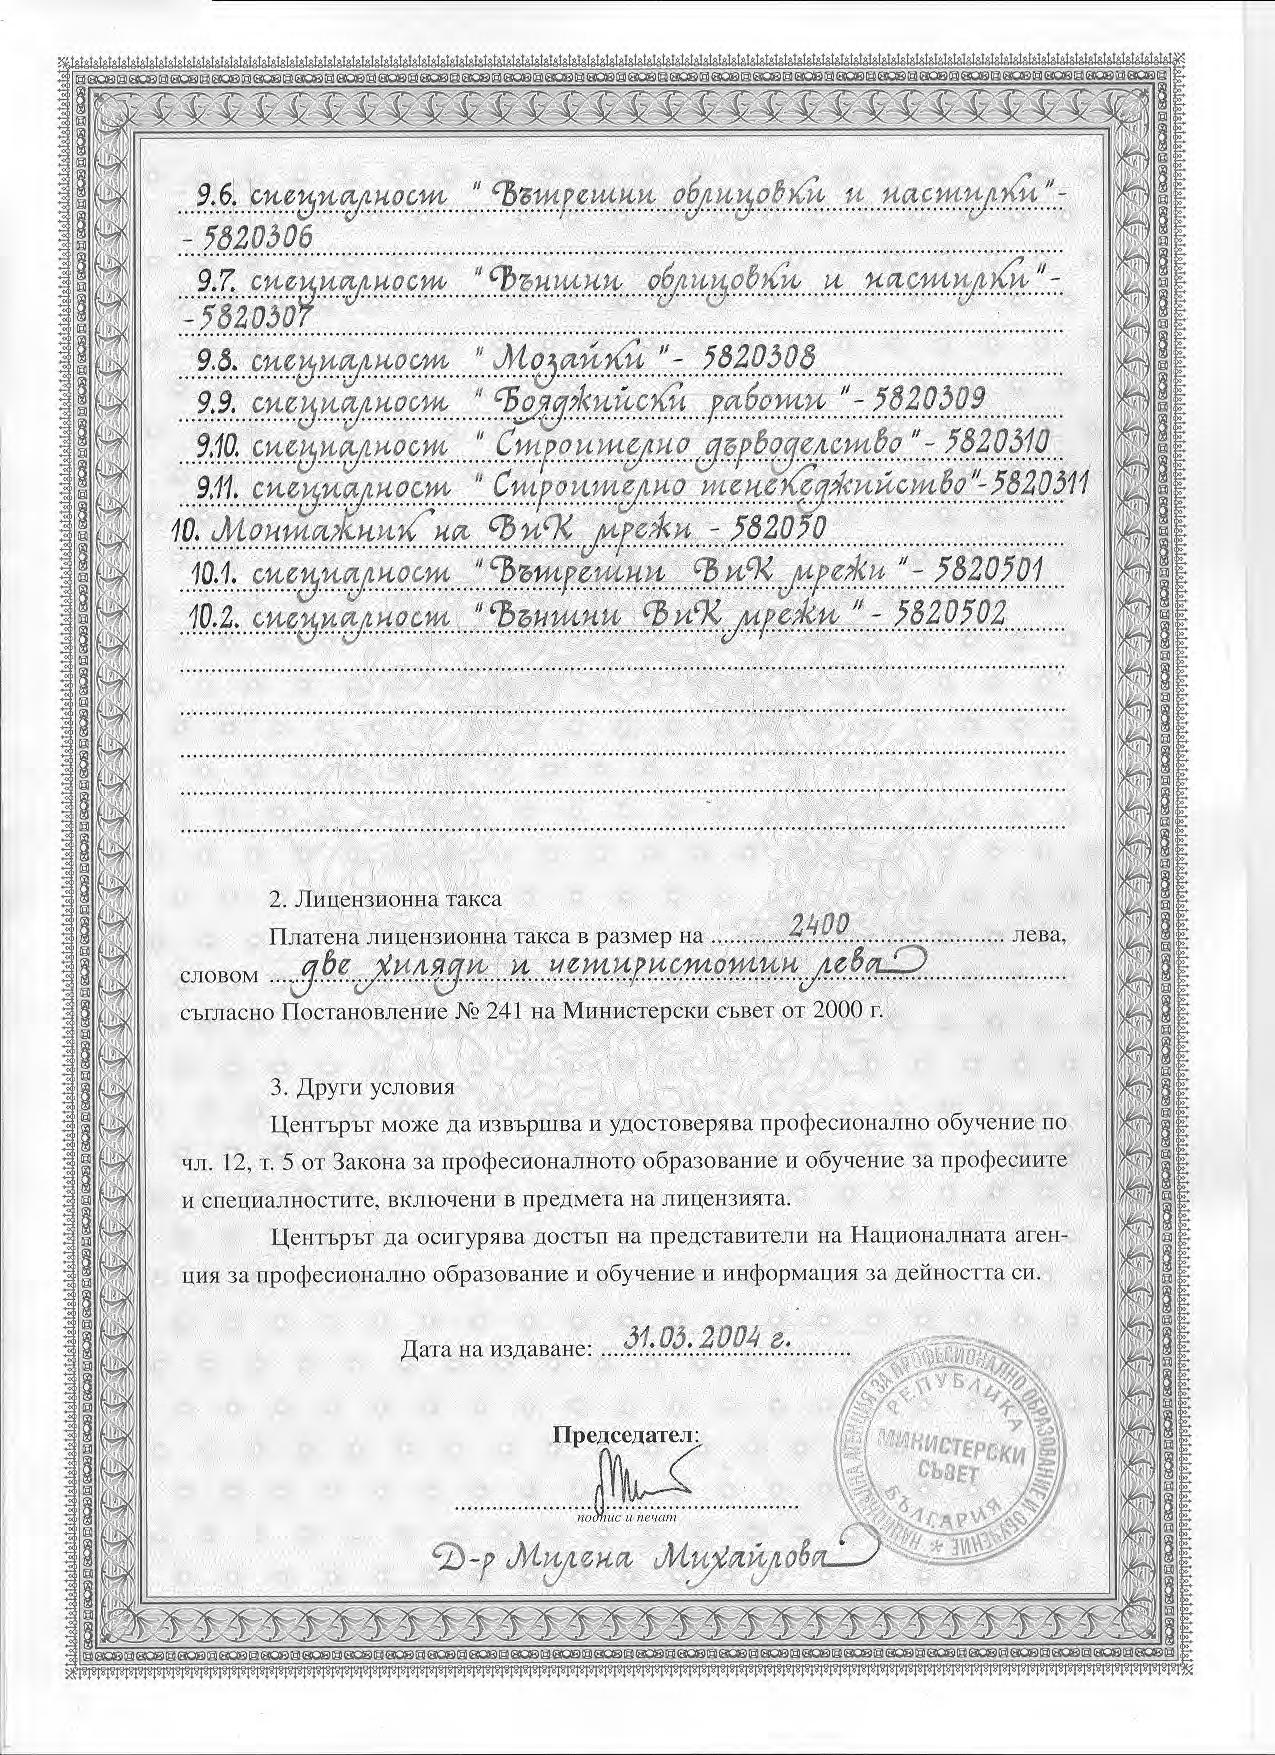 9.6. специалност "Вътрешни облицовки и настилки"-
- 5820306
9.7. специалност "Външни облицовки и настилки"-
-5820307
9.8. специалност "Мозайки"- 5820308
9.9. специалност "Бояджийски работи"- 5820309
9.10. специалност "Строително дърводелство"- 5820310
9.11. специалност "Строително тенекеджийство"-5820311
10. Монтажник на ВиК мрежи - 582050
10.1. специалност "Вътрешни ВиК мрежи"- 5820501
10.2. специалност "Външни ВиК мрежи"- 5820502
2. Лицензионна такса
Платена лицензионна такса в размер на 2400 лева,
словом две хиляди и четиристотин лева
съгласно Постановление № 241 на Министерски съвет от 2000 г.
3. Други условия
Центърът може да извършва и удостоверява професионално обучение по
чл. 12, т. 5 от Закона за професионалното образование и обучение за професиите
и специалностите, включени в предмета на лицензията.
Центърът да осигурява достъп на представители на Националната аген-
ция за професионално образование и обучение и информация за дейността си.
Дата на издаване: 31.03.2004 г.
Председател:
подпис и печат
Д-р Милена Михайлова
НАЦИОНАЛНА АГЕНЦИЯ ЗА ПРОФЕСИОНАЛНО ОБРАЗОВАНИЕ И ОБУЧЕНИЕ *
РЕПУБЛИКА
МИНИСТЕРСКИ
СЪВЕТ
БЪЛГАРИЯ